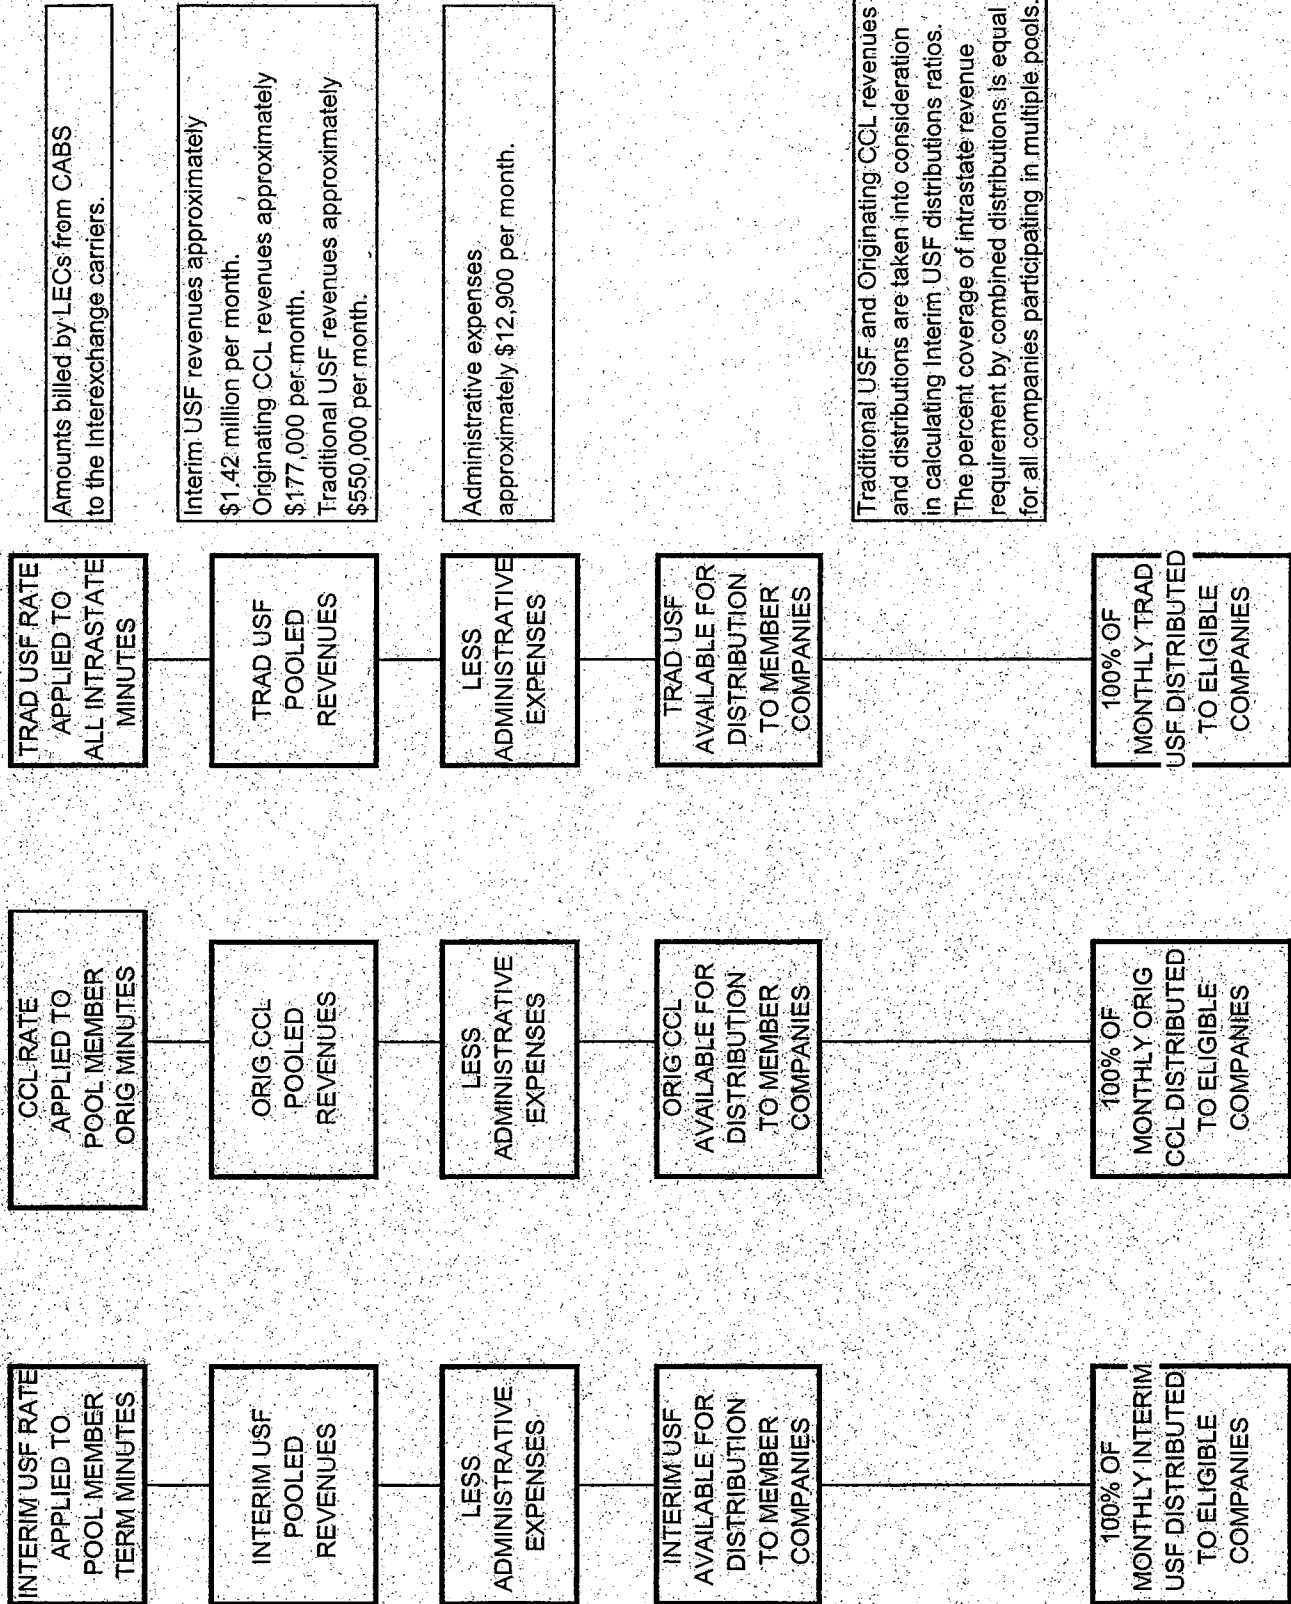 INTERIM USF RATE
APPLIED TO
POOL MEMBER
TERM MINUTES
CCL RATE
APPLIED TO
POOL MEMBER
ORIG MINUTES
TRAD USF RATE
APPLIED TO
ALL INTRASTATE
MINUTES
Amounts billed by LECs from CABS
to the Interexchange carriers.
INTERIM USF
POOLED
REVENUES
ORIG CCL
POOLED
REVENUES
TRAD USF
POOLED
REVENUES
Interim USF revenues approximately
$1.42 million per month.
Originating CCL revenues approximately
$177,000 per month.
Traditional USF revenues approximately
$550,000 per month.
LESS
ADMINISTRATIVE
EXPENSES
LESS
ADMINISTRATIVE
EXPENSES
LESS
ADMINISTRATIVE
EXPENSES
Administrative expenses
approximately $12,900 per month.
INTERIM USF
AVAILABLE FOR
DISTRIBUTION
TO MEMBER
COMPANIES
ORIG CCL
AVAILABLE FOR
DISTRIBUTION
TO MEMBER
COMPANIES
TRAD USF
AVAILABLE FOR
DISTRIBUTION
TO MEMBER
COMPANIES
Traditional USF and Originating CCL revenues
and distributions are taken into consideration
in calculating Interim USF distributions ratios.
The percent coverage of intrastate revenue
requirement by combined distributions is equal
for all companies participating in multiple pools.
100% OF
MONTHLY INTERIM
USF DISTRIBUTED
TO ELIGIBLE
COMPANIES
100% OF
MONTHLY ORIG
CCL DISTRIBUTED
TO ELIGIBLE
COMPANIES
100% OF
MONTHLY TRAD
USF DISTRIBUTED
TO ELIGIBLE
COMPANIES